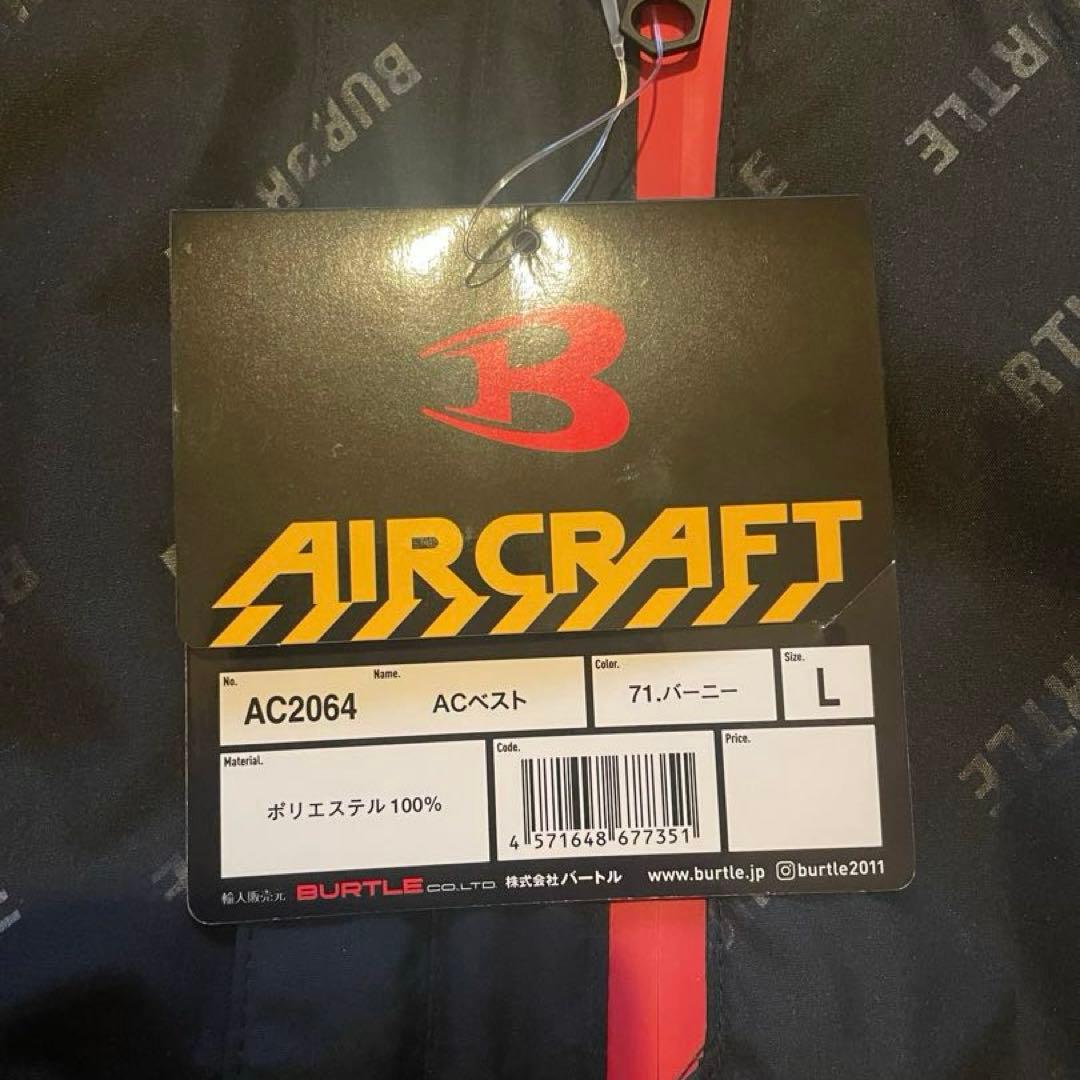 BURTLE
B
AIRCRAFT
No.
AC2064
Name.
ACベスト
Color.
71.バーニー
Size.
L
Material.
ポリエステル100%
Code.
4 571648 677351
Price.
輸入販売元 BURTLE CO.,LTD. 株式会社バートル www.burtle.jp burtle2011